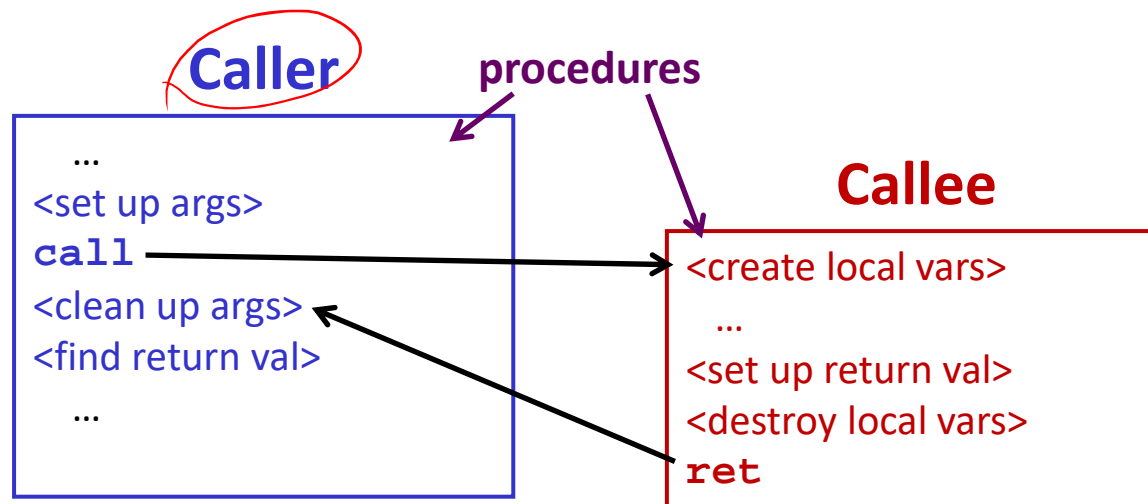 Caller
procedures
...
<set up args>
call
<clean up args>
<find return val>
...
Callee
<create local vars>
...
<set up return val>
<destroy local vars>
ret